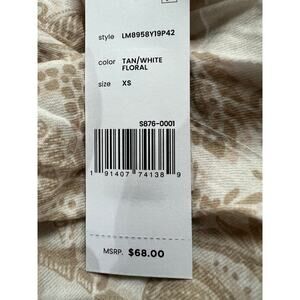 style LM8958Y19P42
color TAN/WHITE
FLORAL
size XS
S876-0001
1 91407 74138 9
MSRP. $68.00